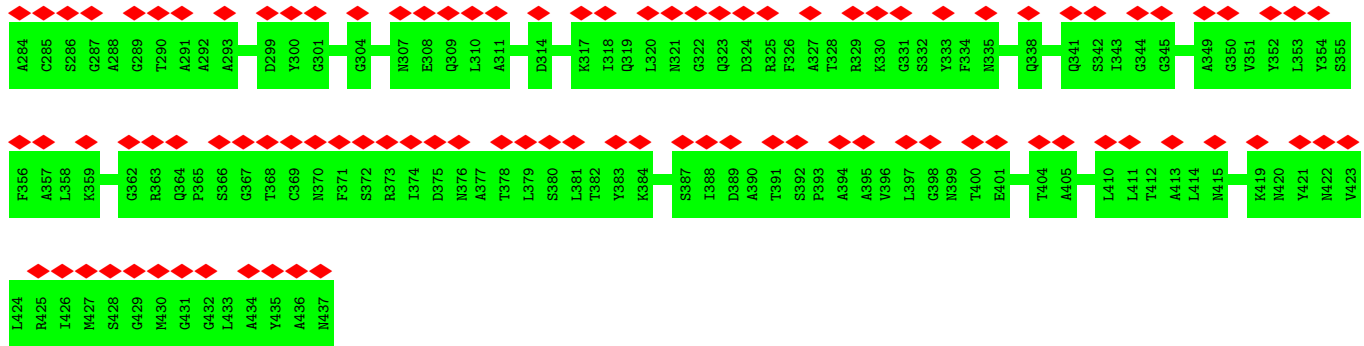 A284 C285 S286 G287 A288 G289 T290 A291 A292 A293 D299 Y300 G301 G304 N307 E308 Q309 L310 A311 D314 K317 I318 Q319 L320 N321 G322 Q323 D324 R325 F326 A327 T328 R329 K330 G331 S332 Y333 F334 N335 Q338 Q341 S342 I343 G344 G345 A349 G350 V351 Y352 L353 Y354 S355
F356 A357 L358 K359 G362 R363 Q364 P365 S366 G367 T368 C369 N370 F371 S372 R373 I374 D375 N376 A377 T378 L379 S380 L381 T382 Y383 K384 S387 I388 D389 A390 T391 S392 P393 A394 A395 V396 L397 G398 N399 T400 E401 T404 A405 L410 L411 T412 A413 L414 N415 K419 N420 Y421 N422 V423
L424 R425 I426 M427 S428 G429 M430 G431 G432 L433 A434 Y435 A436 N437